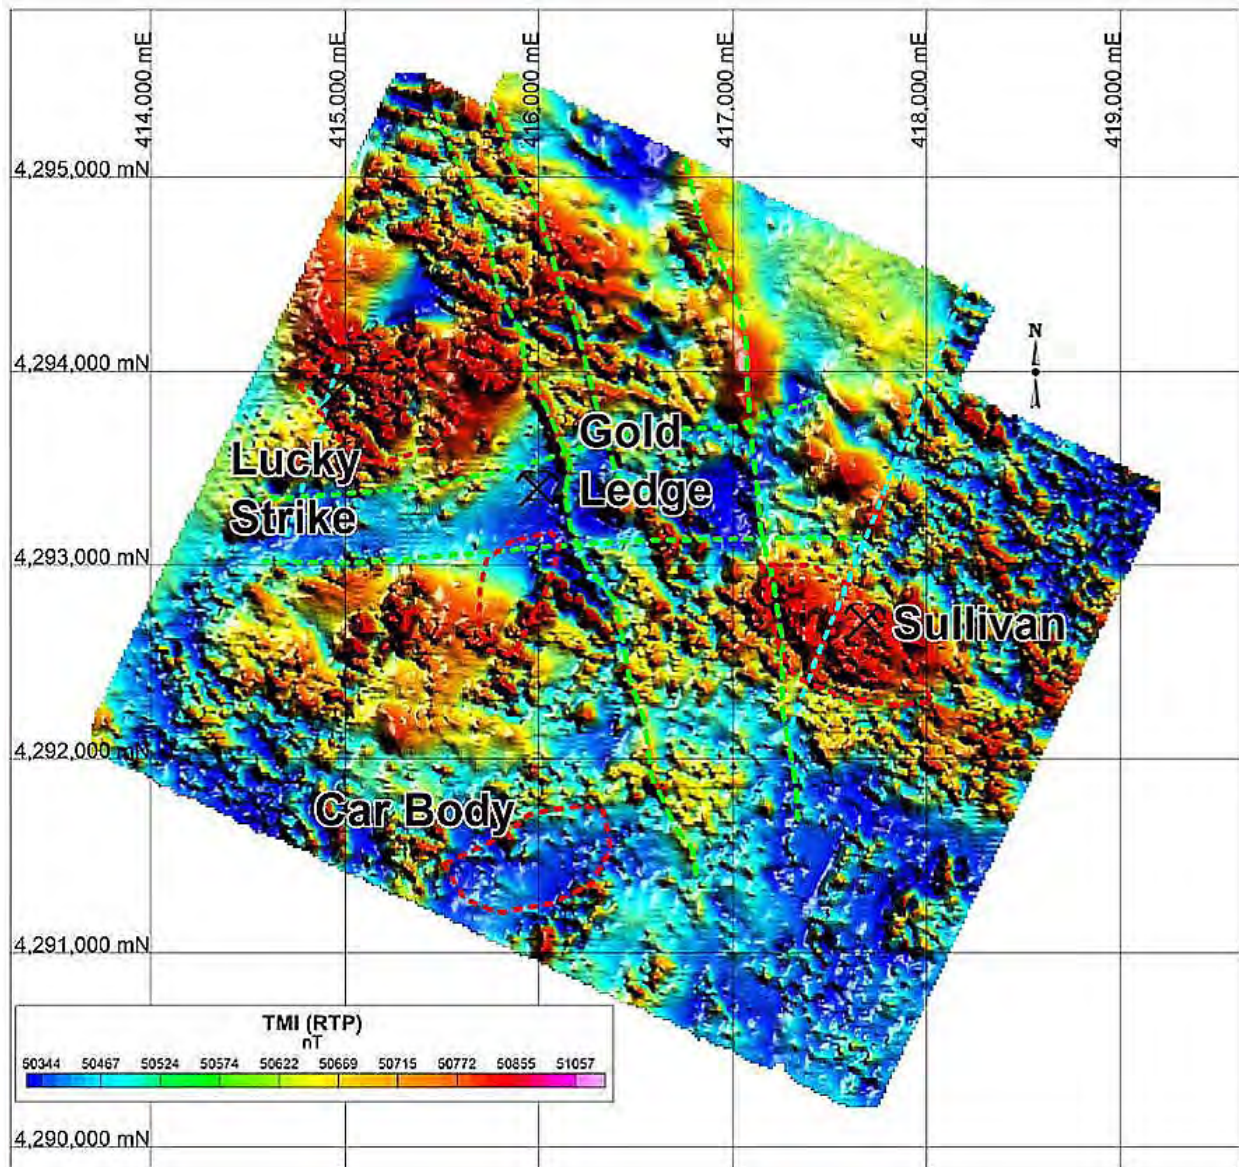 414,000 mE
415,000 mE
416,000 mE
417,000 mE
418,000 mE
419,000 mE
4,295,000 mN
4,294,000 mN
N
Gold
Ledge
Lucky
Strike
4,293,000 mN
Sullivan
4,292,000 mN
Car Body
4,291,000 mN
TMI (RTP)
nT
50344 50467 50524 50574 50622 50669 50715 50772 50855 51057
4,290,000 mN